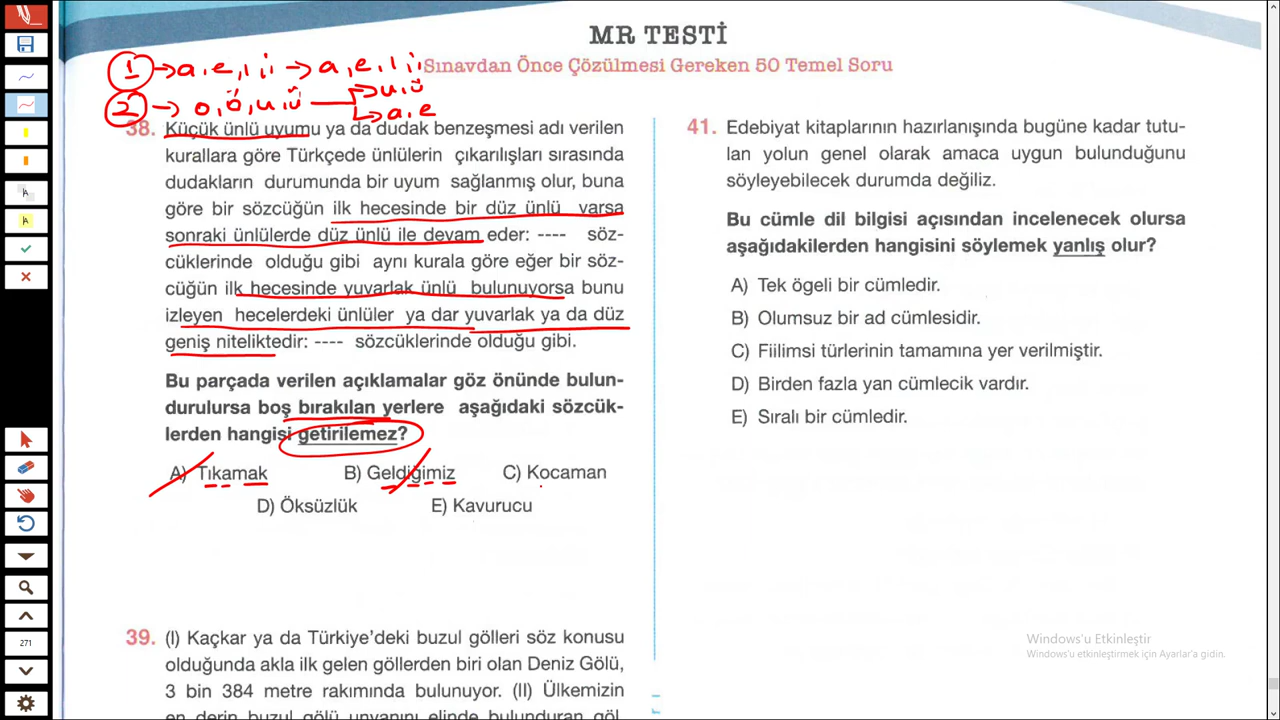 MR TESTİ
Sınavdan Önce Çözülmesi Gereken 50 Temel Soru
1 → a, e, ı, i → a, e, ı, i
2 → o, ö, u, ü → u, ü
→ a, e
38. Küçük ünlü uyumu ya da dudak benzeşmesi adı verilen
kurallara göre Türkçede ünlülerin çıkarılışları sırasında
dudakların durumunda bir uyum sağlanmış olur, buna
göre bir sözcüğün ilk hecesinde bir düz ünlü varsa
sonraki ünlülerde düz ünlü ile devam eder: ---- söz-
cüklerinde olduğu gibi aynı kurala göre eğer bir söz-
cüğün ilk hecesinde yuvarlak ünlü bulunuyorsa bunu
izleyen hecelerdeki ünlüler ya dar yuvarlak ya da düz
geniş niteliktedir: ---- sözcüklerinde olduğu gibi.
Bu parçada verilen açıklamalar göz önünde bulun-
durulursa boş bırakılan yerlere aşağıdaki sözcük-
lerden hangisi getirilemez?
A) Tıkamak B) Geldiğimiz C) Kocaman
D) Öksüzlük E) Kavurucu
39. (I) Kaçkar ya da Türkiye'deki buzul gölleri söz konusu
olduğunda akla ilk gelen göllerden biri olan Deniz Gölü,
3 bin 384 metre rakımında bulunuyor. (II) Ülkemizin
en derin buzul gölü unvanını elinde bulunduran göl,
41. Edebiyat kitaplarının hazırlanışında bugüne kadar tutu-
lan yolun genel olarak amaca uygun bulunduğunu
söyleyebilecek durumda değiliz.
Bu cümle dil bilgisi açısından incelenecek olursa
aşağıdakilerden hangisini söylemek yanlış olur?
A) Tek ögeli bir cümledir.
B) Olumsuz bir ad cümlesidir.
C) Fiilimsi türlerinin tamamına yer verilmiştir.
D) Birden fazla yan cümlecik vardır.
E) Sıralı bir cümledir.
271
Windows'u Etkinleştir
Windows'u etkinleştirmek için Ayarlar'a gidin.